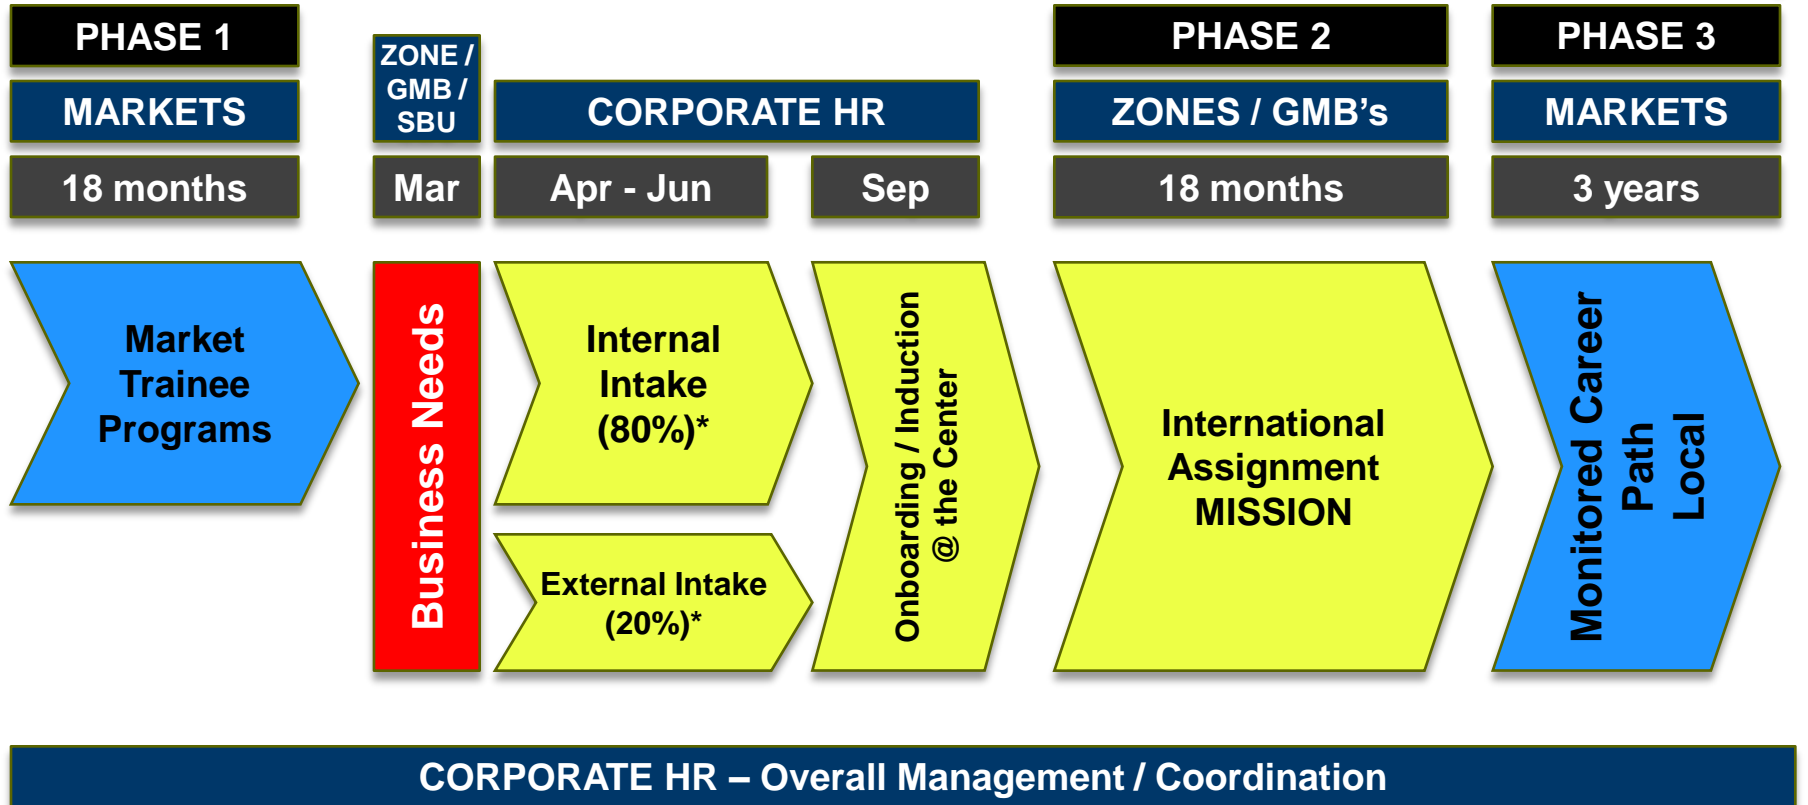 PHASE 1
MARKETS
18 months
ZONE /
GMB /
SBU
Mar
CORPORATE HR
Apr - Jun
Sep
PHASE 2
ZONES / GMB's
18 months
PHASE 3
MARKETS
3 years
Market
Trainee
Programs
Business Needs
Internal
Intake
(80%)*
External Intake
(20%)*
Onboarding / Induction
@ the Center
International
Assignment
MISSION
Monitored Career
Path
Local
CORPORATE HR – Overall Management / Coordination